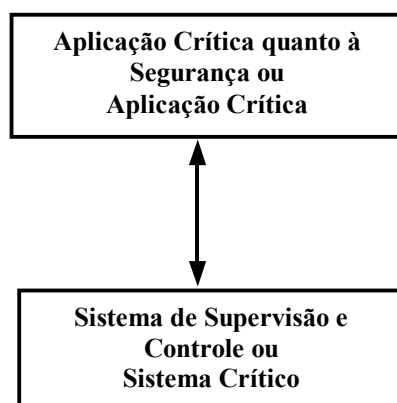 Aplicação Crítica quanto à
Segurança ou
Aplicação Crítica
Sistema de Supervisão e
Controle ou
Sistema Crítico